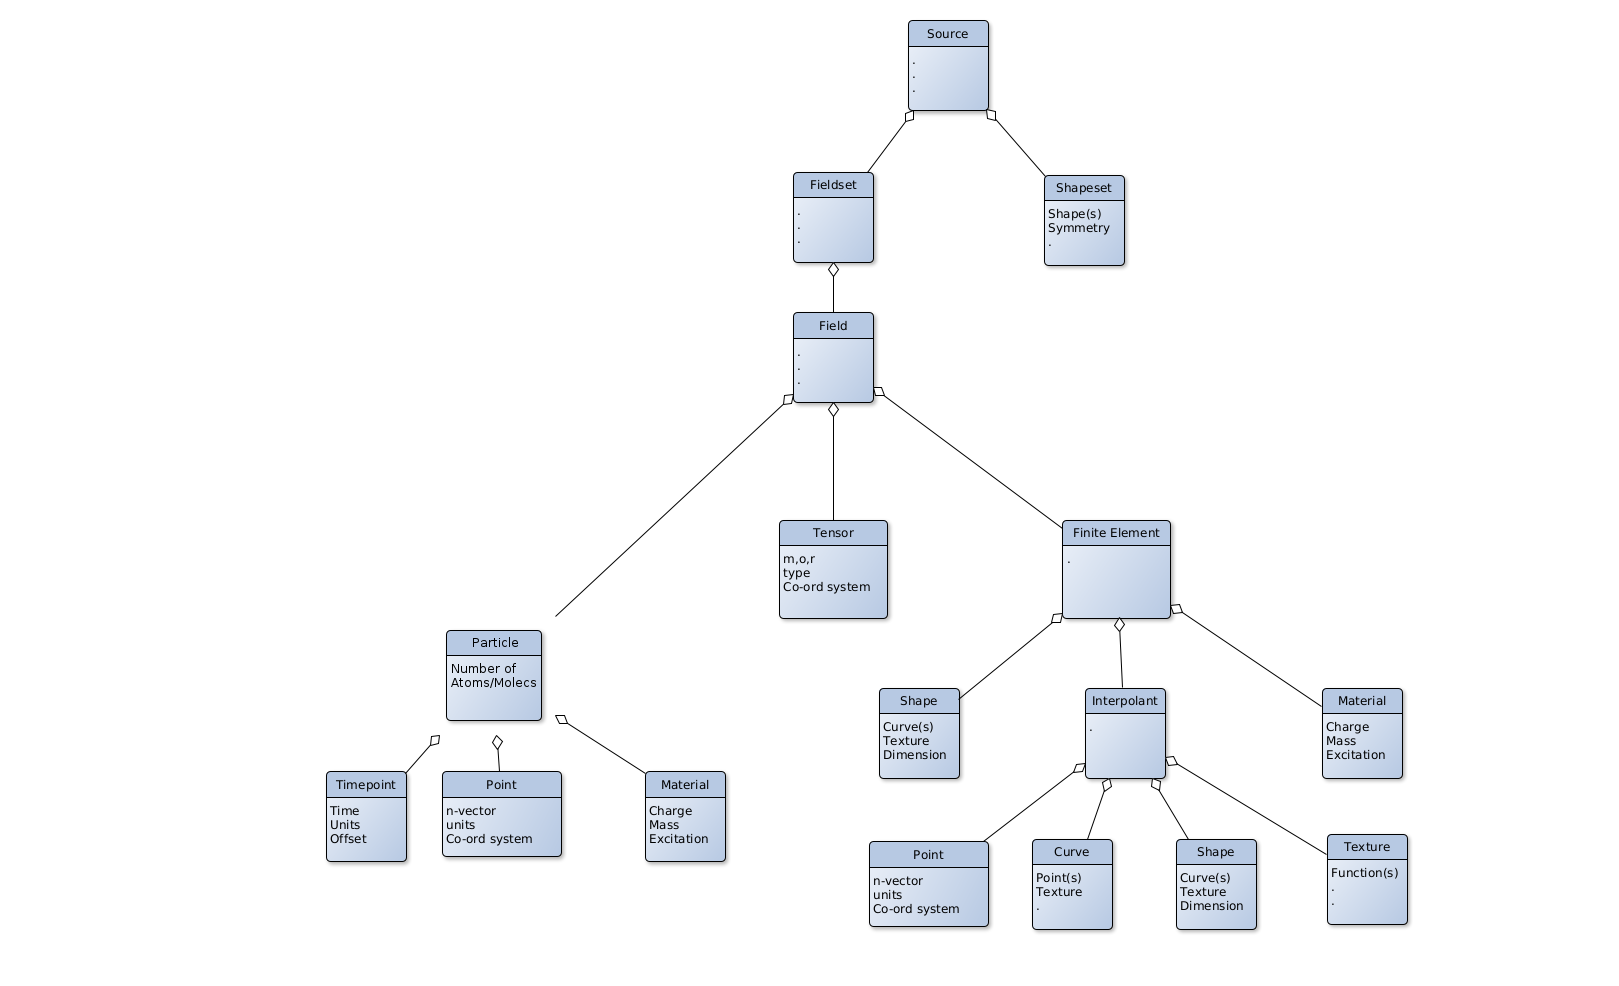 Source
.
.
.
Fieldset
.
.
.
Shapeset
Shape(s)
Symmetry
.
Field
.
.
.
Tensor
m,o,r
type
Co-ord system
Finite Element
.
Particle
Number of
Atoms/Molecs
Shape
Curve(s)
Texture
Dimension
Interpolant
.
Material
Charge
Mass
Excitation
Timepoint
Time
Units
Offset
Point
n-vector
units
Co-ord system
Material
Charge
Mass
Excitation
Point
n-vector
units
Co-ord system
Curve
Point(s)
Texture
.
Shape
Curve(s)
Texture
Dimension
Texture
Function(s)
.
.